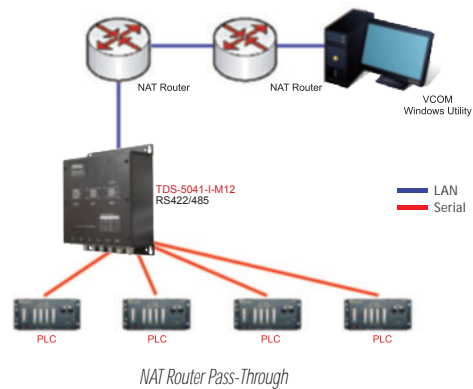 NAT Router
NAT Router
VCOM
Windows Utility
TDS-5041-I-M12
RS422/485
LAN
Serial
PLC
PLC
PLC
PLC
NAT Router Pass-Through